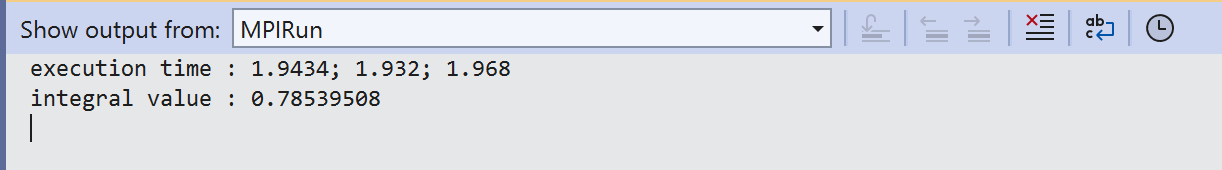 Show output from: MPIRun
execution time : 1.9434; 1.932; 1.968
integral value : 0.78539508